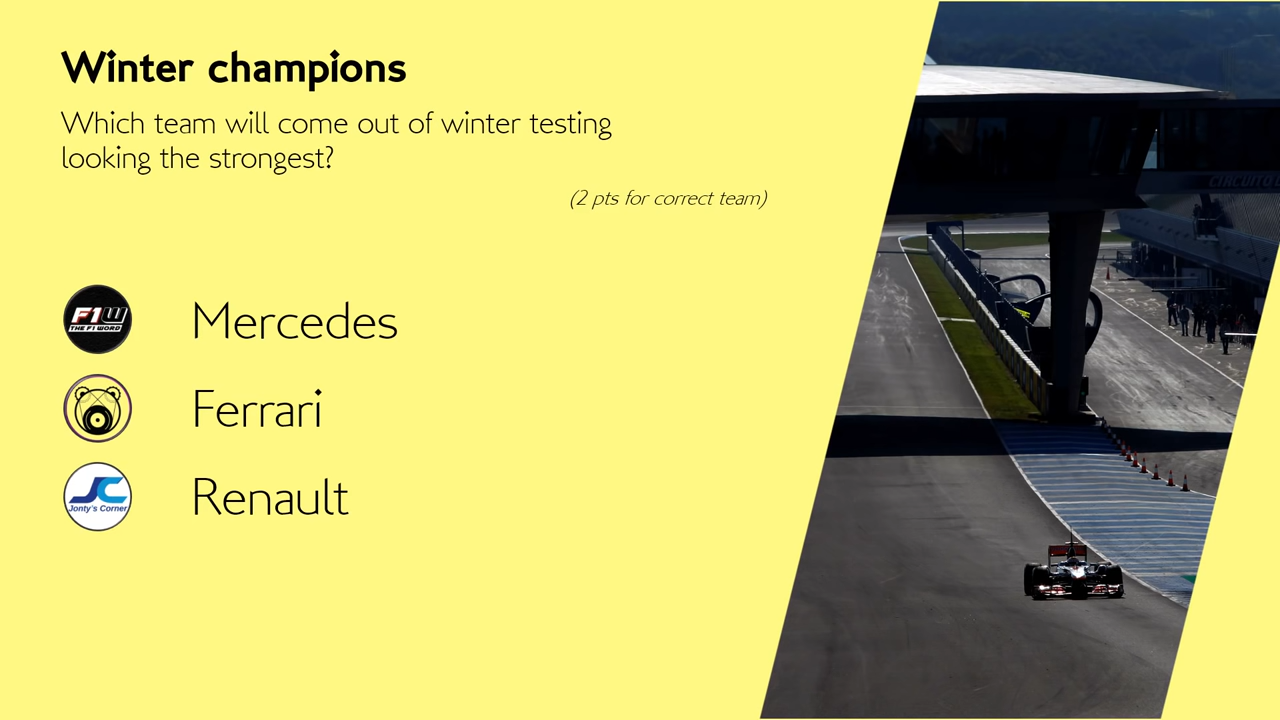 Winter champions
Which team will come out of winter testing
looking the strongest?
(2 pts for correct team)
F1W
THE F1 WORD
Mercedes
Ferrari
JC
Jonty's Corner
Renault
CIRCUITO